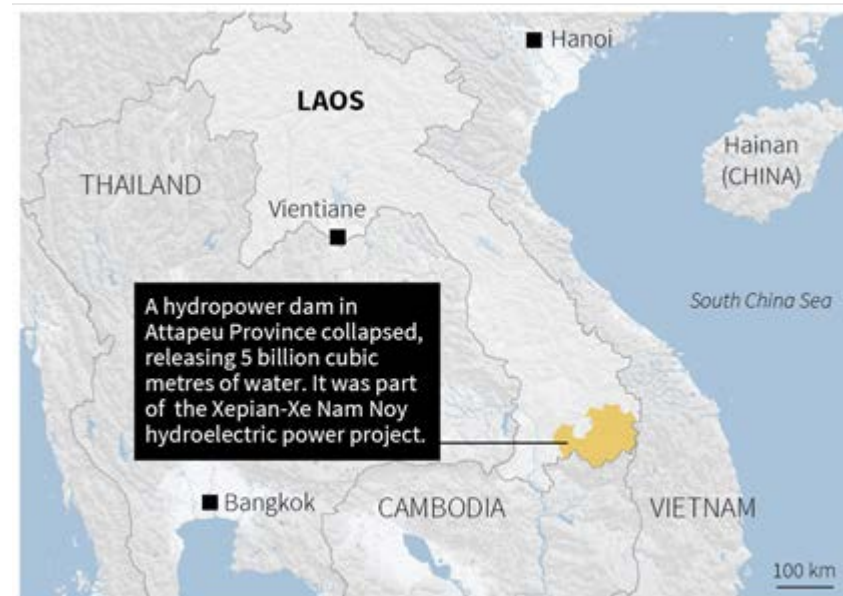 Hanoi
LAOS
Hainan
(CHINA)
THAILAND
Vientiane
South China Sea
A hydropower dam in
Attapeu Province collapsed,
releasing 5 billion cubic
metres of water. It was part
of the Xepian-Xe Nam Noy
hydroelectric power project.
Bangkok
CAMBODIA
VIETNAM
100 km